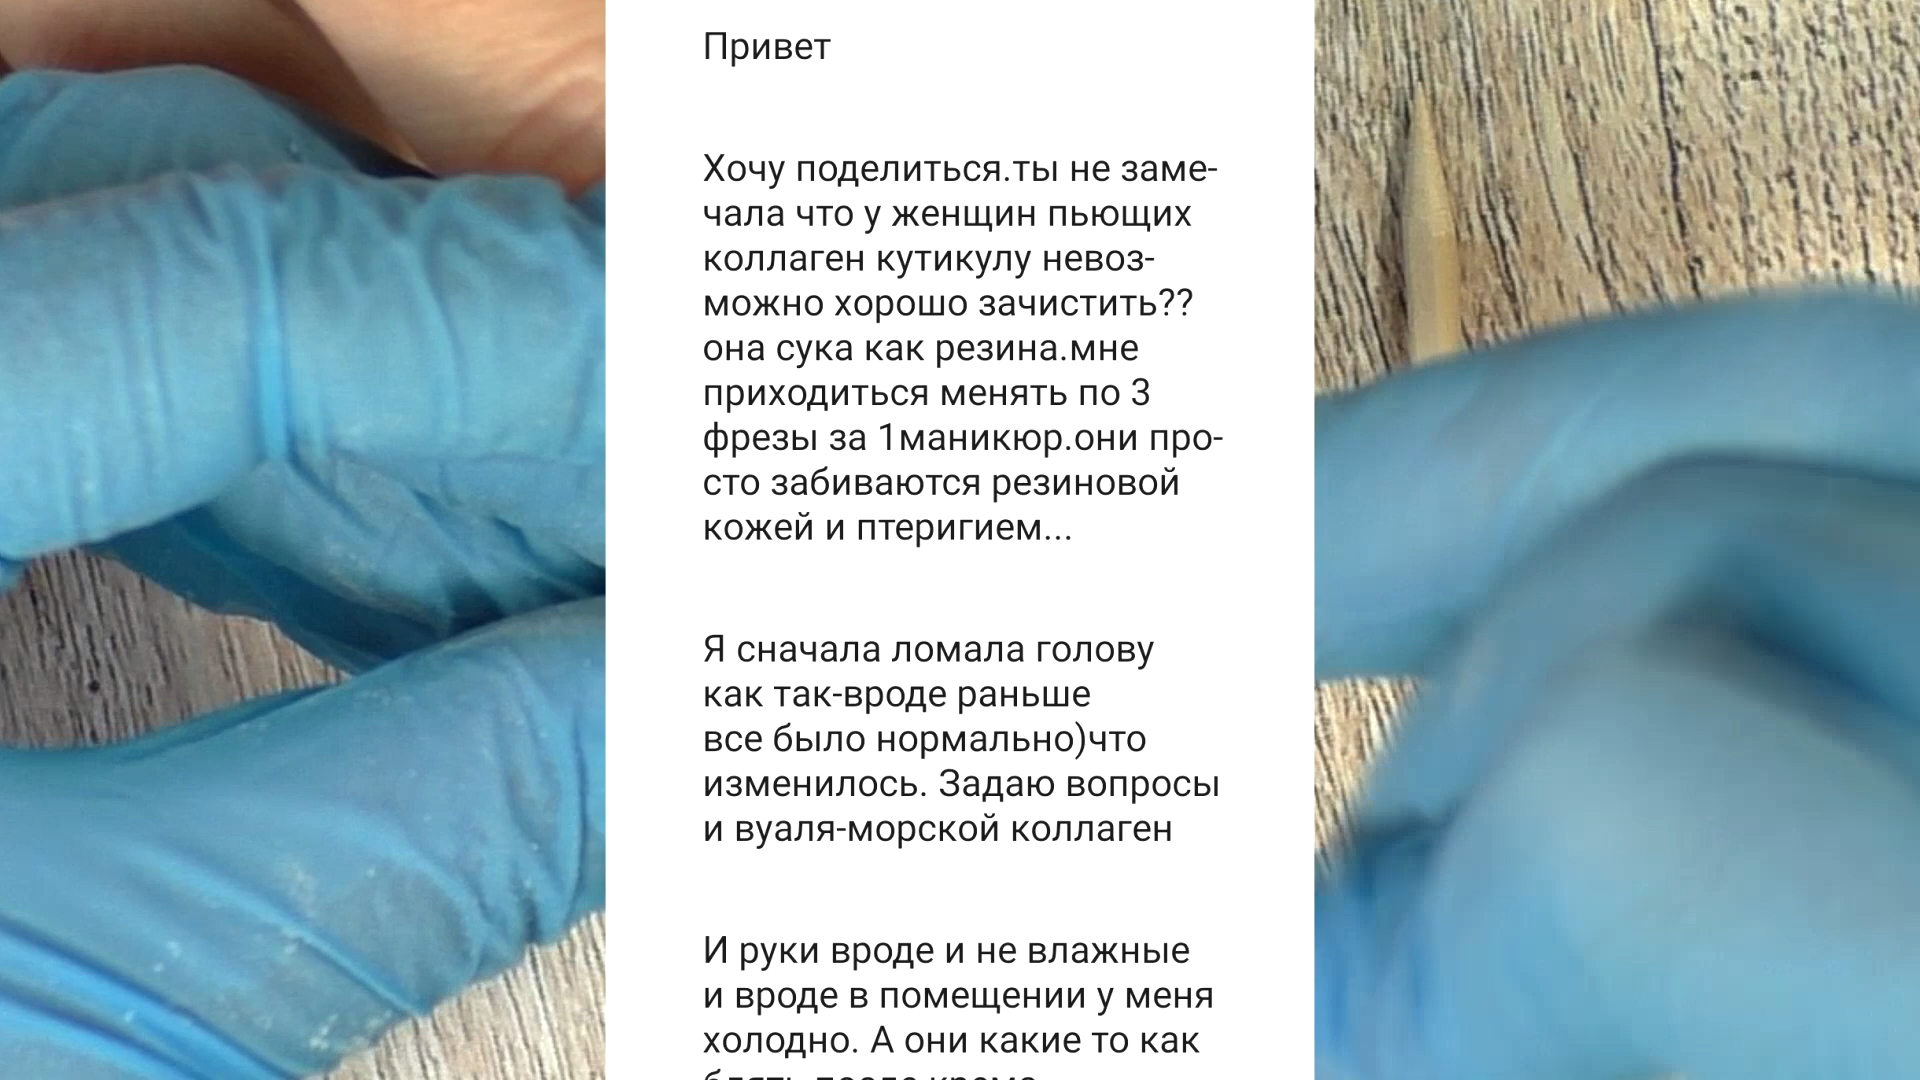 Привет
Хочу поделиться.ты не заме-
чала что у женщин пьющих
коллаген кутикулу невоз-
можно хорошо зачистить??
она сука как резина.мне
приходиться менять по 3
фрезы за 1маникюр.они про-
сто забиваются резиновой
кожей и птеригием...
Я сначала ломала голову
как так-вроде раньше
все было нормально)что
изменилось. Задаю вопросы
и вуаля-морской коллаген
И руки вроде и не влажные
и вроде в помещении у меня
холодно. А они какие то как